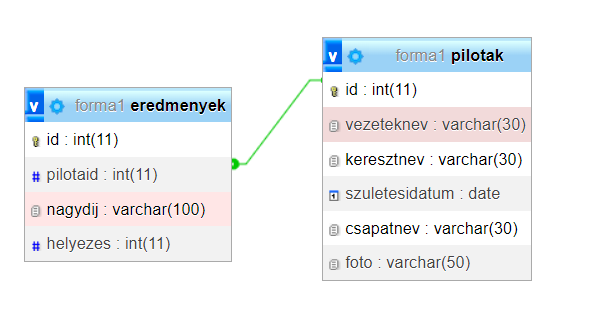 v forma1 eredmenyek
id : int(11)
# pilotaid : int(11)
nagydij : varchar(100)
# helyezes : int(11)
v forma1 pilotak
id : int(11)
vezeteknev : varchar(30)
keresztnev : varchar(30)
szuletesidatum : date
csapatnev : varchar(30)
foto : varchar(50)